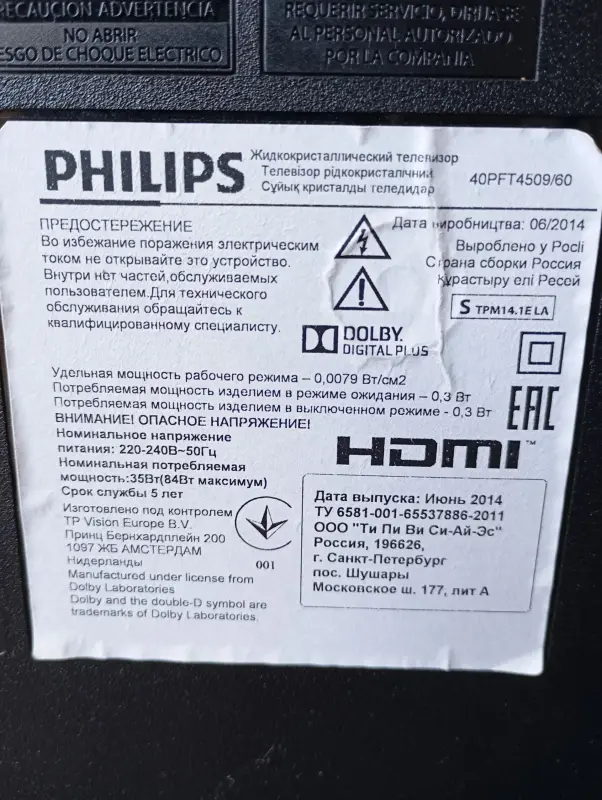 RECAUCION ADVERTENCIA
NO ABRIR
ESGO DE CHOQUE ELECTRICO
REQUERIR SERVICIO, DIRIJASE
AL PERSONAL AUTORIZADO
POR LA COMPAÑIA
PHILIPS
Жидкокристаллический телевизор
Телевізор рідкокристалічний
Сұйық кристалды теледидар
40PFT4509/60
ПРЕДОСТЕРЕЖЕНИЕ
Во избежание поражения электрическим
током не открывайте это устройство.
Внутри нет частей,обслуживаемых
пользователем.Для технического
обслуживания обращайтесь к
квалифицированному специалисту.
Дата виробництва: 06/2014
Вироблено у Росії
Страна сборки Россия
Құрастыру елі Ресей
S TPM14.1E LA
DOLBY.
DIGITAL PLUS
Удельная мощность рабочего режима – 0,0079 Вт/см2
Потребляемая мощность изделием в режиме ожидания – 0,3 Вт
Потребляемая мощность изделием в выключенном режиме - 0,3 Вт
ВНИМАНИЕ! ОПАСНОЕ НАПРЯЖЕНИЕ!
Номинальное напряжение
питания: 220-240В~50Гц
Номинальная потребляемая
мощность:35Вт(84Вт максимум)
Срок службы 5 лет
EAC
HDMI™
Изготовлено под контролем
TP Vision Europe B.V.
Принц Бернхардплейн 200
1097 ЖБ АМСТЕРДАМ
Нидерланды
001
Manufactured under license from
Dolby Laboratories
Dolby and the double-D symbol are
trademarks of Dolby Laboratories.
Дата выпуска: Июнь 2014
ТУ 6581-001-65537886-2011
ООО "Ти Пи Ви Си-Ай-Эс"
Россия, 196626,
г. Санкт-Петербург
пос. Шушары
Московское ш. 177, лит А